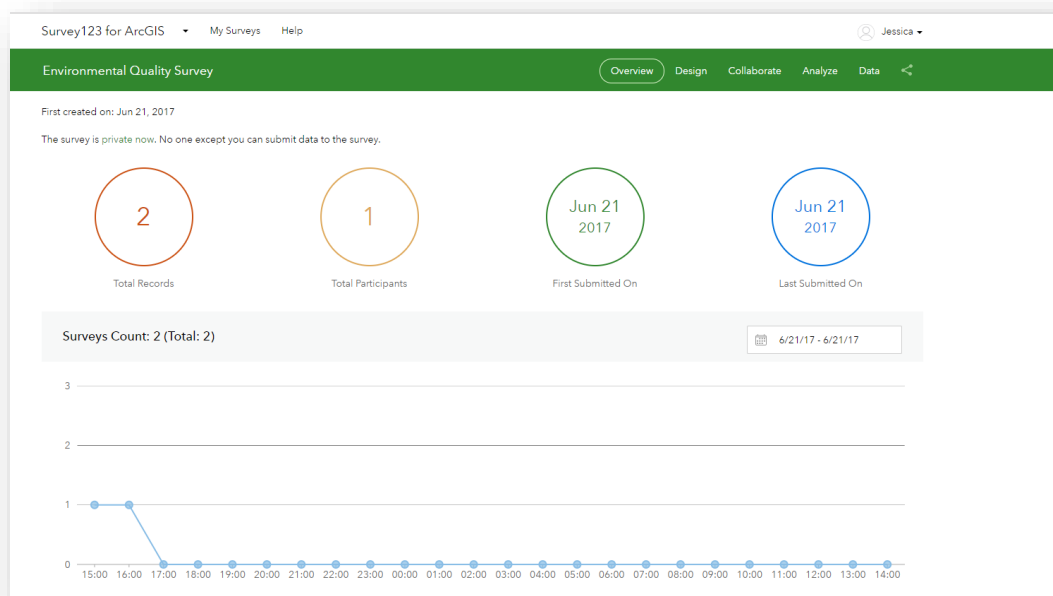 Survey123 for ArcGIS My Surveys Help Jessica
Environmental Quality Survey Overview Design Collaborate Analyze Data
First created on: Jun 21, 2017
The survey is private now. No one except you can submit data to the survey.
2 1 Jun 21 2017 Jun 21 2017
Total Records Total Participants First Submitted On Last Submitted On
Surveys Count: 2 (Total: 2) 6/21/17 - 6/21/17
3
2
1
0
15:00 16:00 17:00 18:00 19:00 20:00 21:00 22:00 23:00 00:00 01:00 02:00 03:00 04:00 05:00 06:00 07:00 08:00 09:00 10:00 11:00 12:00 13:00 14:00